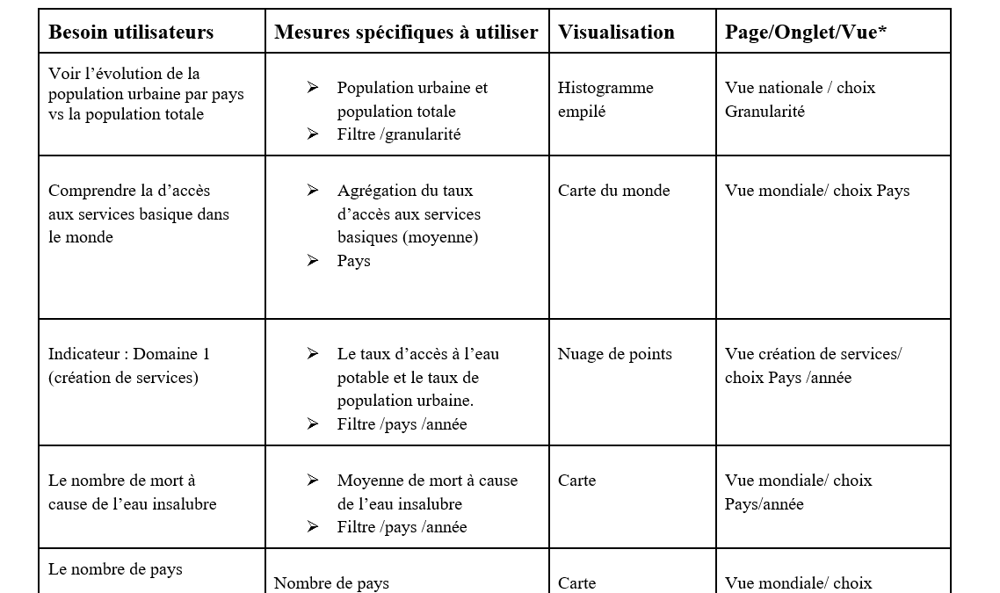 Besoin utilisateurs
Mesures spécifiques à utiliser
Visualisation
Page/Onglet/Vue*
Voir l’évolution de la
population urbaine par pays
vs la population totale
➢ Population urbaine et
population totale
➢ Filtre /granularité
Histogramme
empilé
Vue nationale / choix
Granularité
Comprendre la d’accès
aux services basique dans
le monde
➢ Agrégation du taux
d’accès aux services
basiques (moyenne)
➢ Pays
Carte du monde
Vue mondiale/ choix Pays
Indicateur : Domaine 1
(création de services)
➢ Le taux d’accès à l’eau
potable et le taux de
population urbaine.
➢ Filtre /pays /année
Nuage de points
Vue création de services/
choix Pays /année
Le nombre de mort à
cause de l’eau insalubre
➢ Moyenne de mort à cause
de l’eau insalubre
➢ Filtre /pays /année
Carte
Vue mondiale/ choix
Pays/année
Le nombre de pays
Nombre de pays
Carte
Vue mondiale/ choix